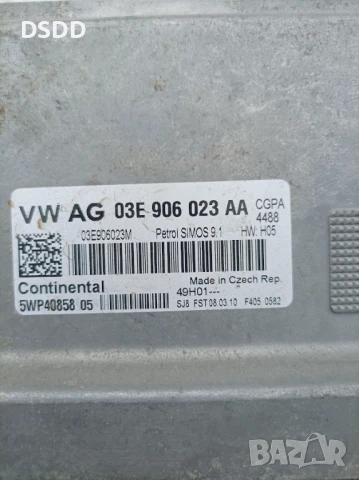 DSDD
VW AG 03E 906 023 AA CGPA
4488
03E906023M Petrol SiMOS 9.1 HW: H05
Continental Made in Czech Rep.
5WP40858 05 49H01---
SJ8 FST 08.03.10 F405 0582
BAZAR